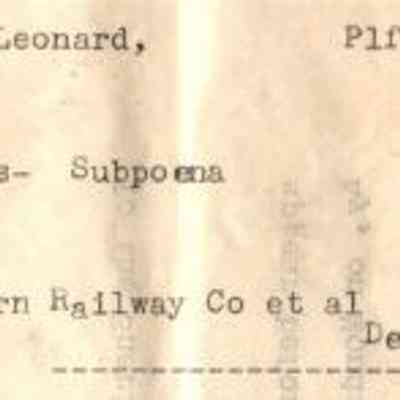 Leonard, Plf
s- Subpoena
rn Railway Co et al
De